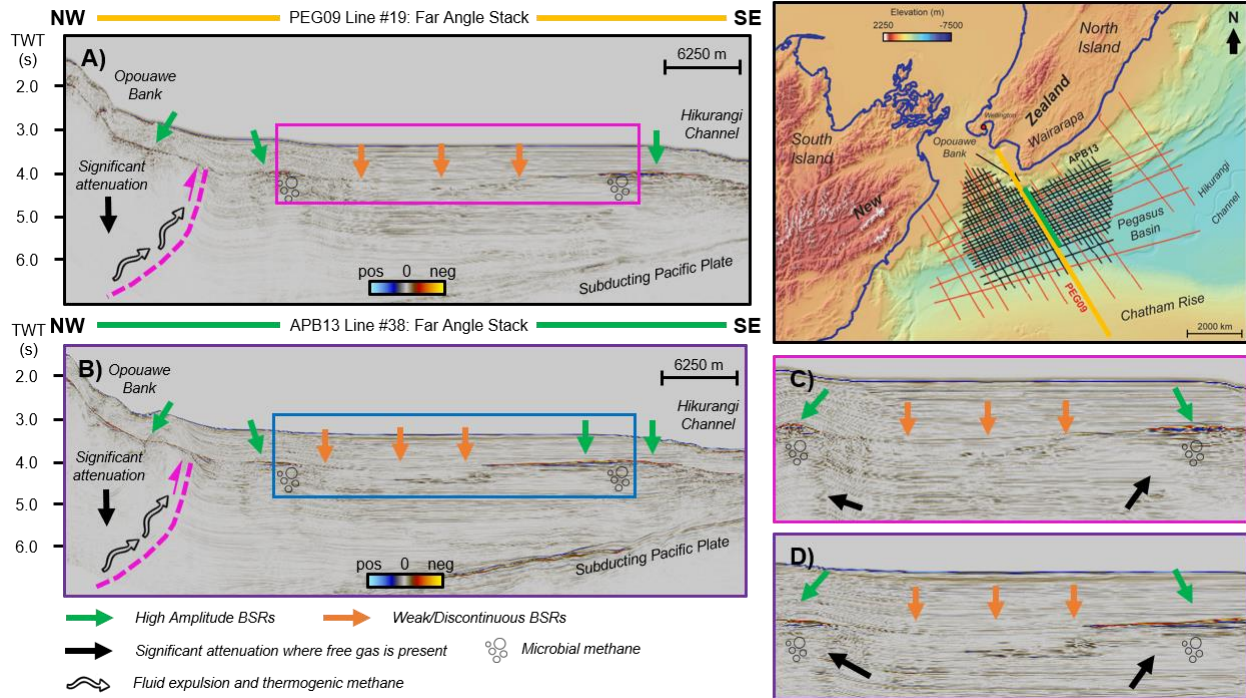 NW PEG09 Line #19: Far Angle Stack SE
TWT
(s)
A)
6250 m
2.0
Opouawe
Bank
3.0
Hikurangi
Channel
Significant
attenuation
4.0
5.0
6.0
pos 0 neg
Subducting Pacific Plate
NW APB13 Line #38: Far Angle Stack SE
TWT
(s)
B)
6250 m
2.0
Opouawe
Bank
3.0
Hikurangi
Channel
Significant
attenuation
4.0
5.0
6.0
pos 0 neg
Subducting Pacific Plate
High Amplitude BSRs
Weak/Discontinuous BSRs
Significant attenuation where free gas is present
Microbial methane
Fluid expulsion and thermogenic methane
Elevation (m)
2250 -7500
N
North
Island
Zealand
Wellington
Wairarapa
South
Island
Opouawe
Bank
APB13
New
Hikurangi
Channel
Pegasus
Basin
PEG09
Chatham Rise
2000 km
C)
D)